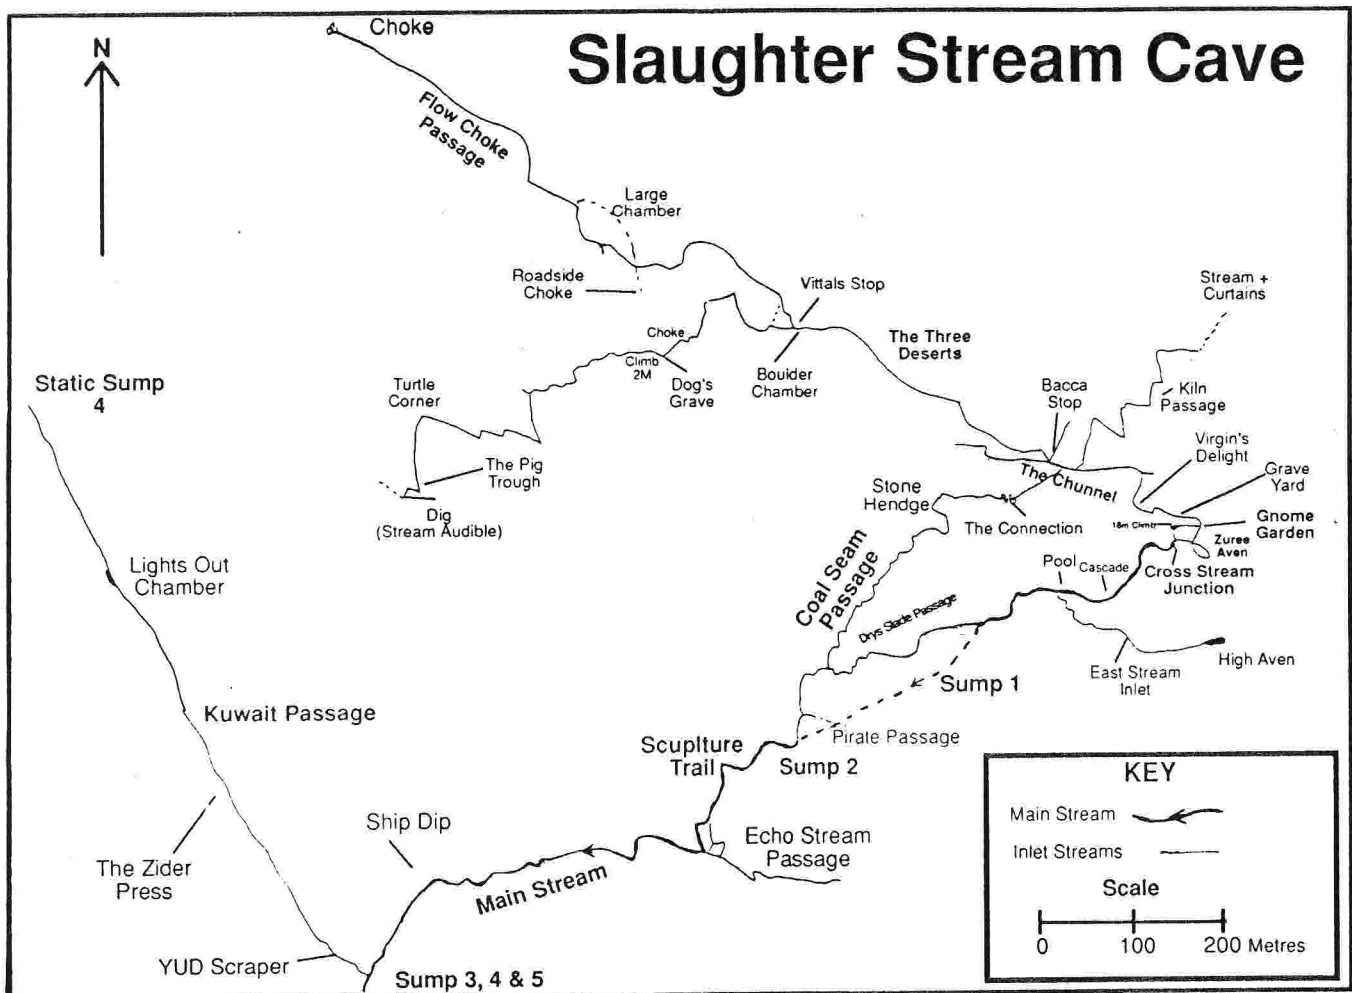 Slaughter Stream Cave
N
Choke
Flow Choke
Passage
Large
Chamber
Roadside
Choke
Vittals Stop
Stream +
Curtains
Choke
The Three
Deserts
Climb
2M
Dog's
Grave
Boulder
Chamber
Bacca
Stop
Kiln
Passage
Static Sump
4
Turtle
Corner
Virgin's
Delight
Grave
Yard
The Pig
Trough
Stone
Hendge
The Chunnel
Dig
(Stream Audible)
The Connection
18m Climb
Gnome
Garden
Zuree
Aven
Lights Out
Chamber
Coal Seam
Passage
Pool
Cascade
Cross Stream
Junction
Drys Slade Passage
High Aven
East Stream
Inlet
Sump 1
Kuwait Passage
Pirate Passage
Scuplture
Trail
Sump 2
Ship Dip
Echo Stream
Passage
The Zider
Press
Main Stream
YUD Scraper
Sump 3, 4 & 5
KEY
Main Stream
Inlet Streams
Scale
0 100 200 Metres